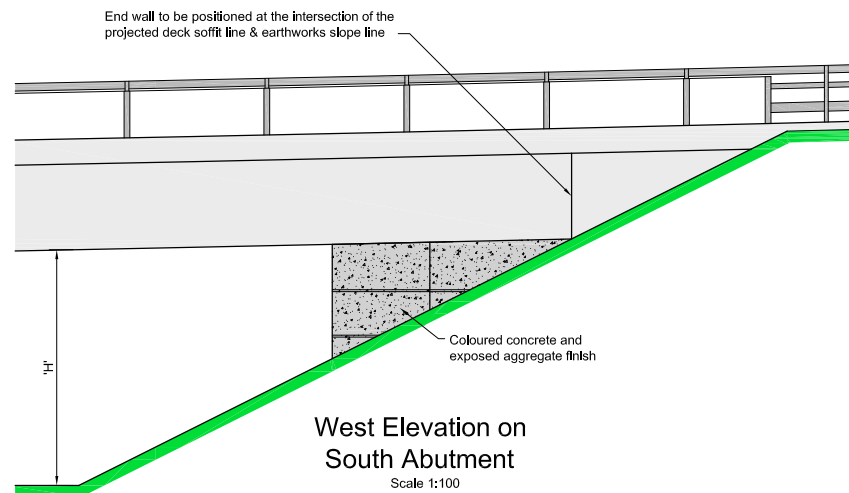 End wall to be positioned at the intersection of the
projected deck soffit line & earthworks slope line
'H'
Coloured concrete and
exposed aggregate finish
West Elevation on
South Abutment
Scale 1:100